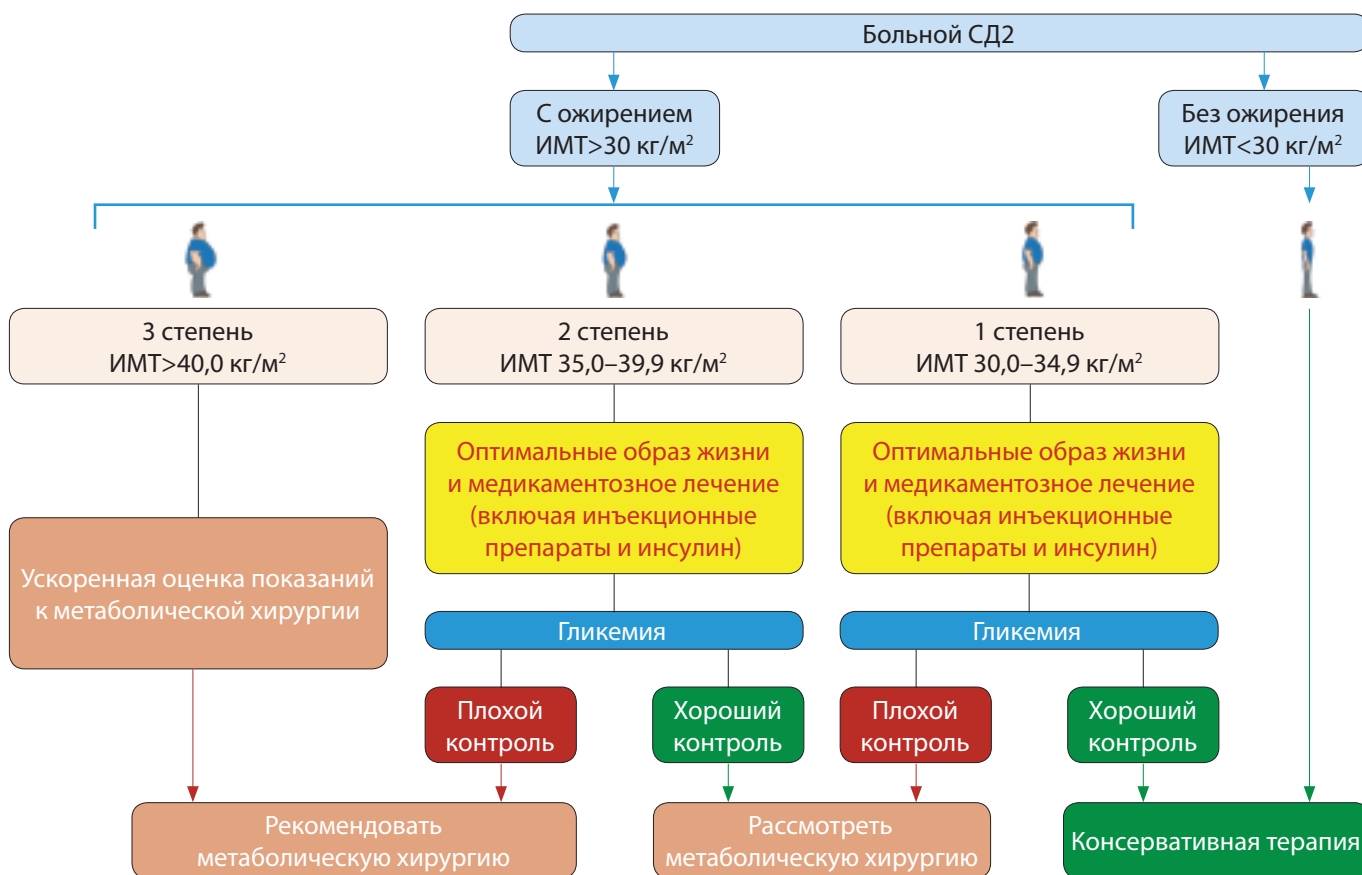 Больной СД2
С ожирением
ИМТ>30 кг/м²
Без ожирения
ИМТ<30 кг/м²
3 степень
ИМТ>40,0 кг/м²
2 степень
ИМТ 35,0–39,9 кг/м²
1 степень
ИМТ 30,0–34,9 кг/м²
Ускоренная оценка показаний
к метаболической хирургии
Оптимальные образ жизни
и медикаментозное лечение
(включая инъекционные
препараты и инсулин)
Оптимальные образ жизни
и медикаментозное лечение
(включая инъекционные
препараты и инсулин)
Гликемия
Гликемия
Плохой
контроль
Хороший
контроль
Плохой
контроль
Хороший
контроль
Рекомендовать
метаболическую хирургию
Рассмотреть
метаболическую хирургию
Консервативная терапия